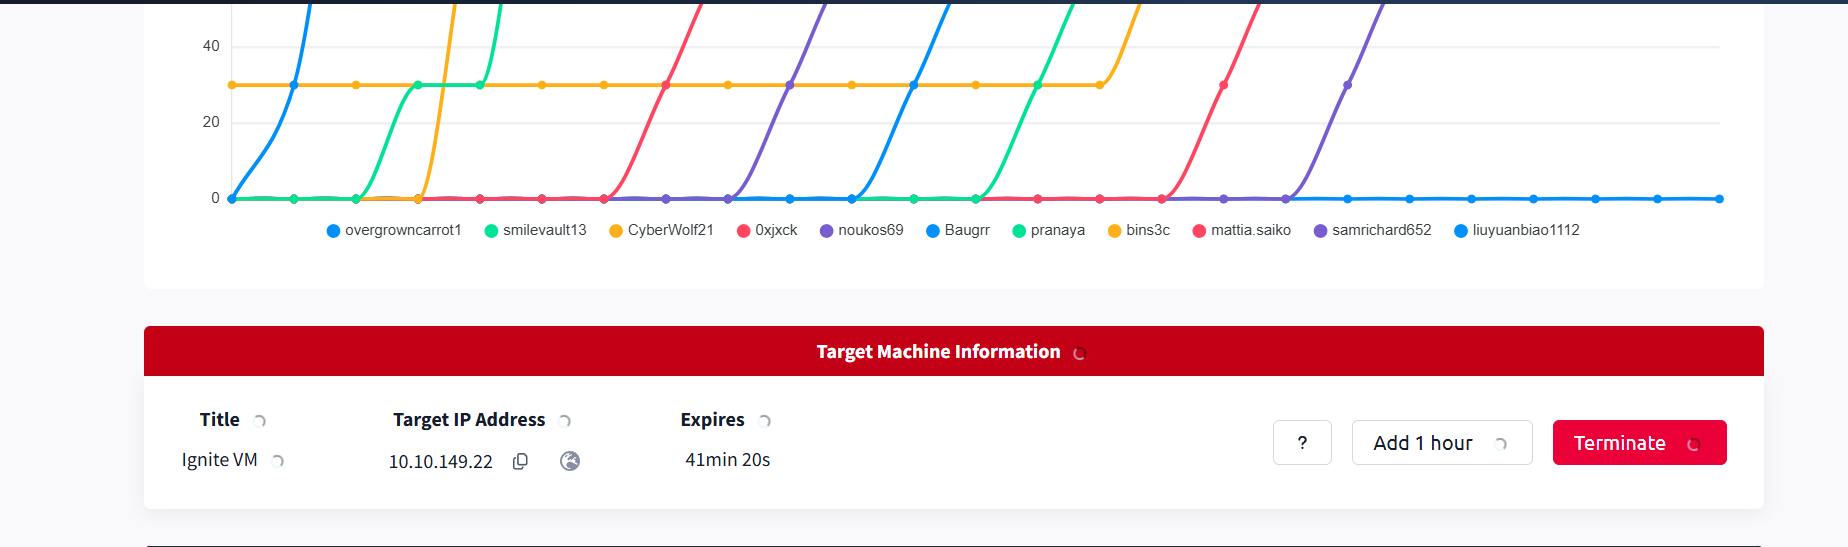 40
20
0
overgrowncarrot1 smilevault13 CyberWolf21 0xjxck noukos69 Baugrr pranaya bins3c mattia.saiko samrichard652 liuyuanbiao1112
Target Machine Information
Title Target IP Address Expires
Ignite VM 10.10.149.22 41min 20s
? Add 1 hour Terminate